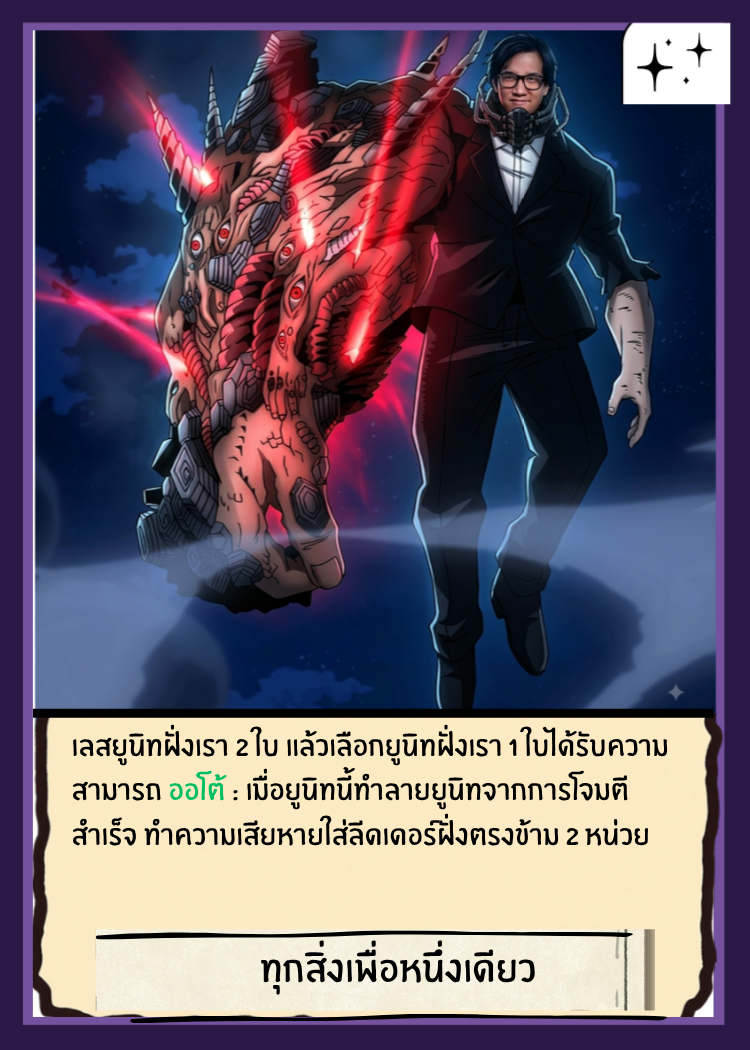 เลสยูนิทฝั่งเรา 2 ใบ แล้วเลือกยูนิทฝั่งเรา 1 ใบได้รับความ
สามารถ ออโต้ : เมื่อยูนิทนี้ทำลายยูนิทจากการโจมตี
สำเร็จ ทำความเสียหายใส่ลีดเดอร์ฝั่งตรงข้าม 2 หน่วย
ทุกสิ่งเพื่อหนึ่งเดียว